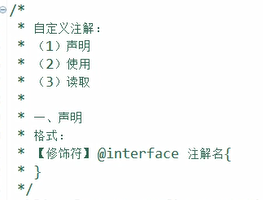 /*
* 自定义注解：
* （1）声明
* （2）使用
* （3）读取
*
* 一、声明
* 格式：
* 【修饰符】@interface 注解名{
* }
*/